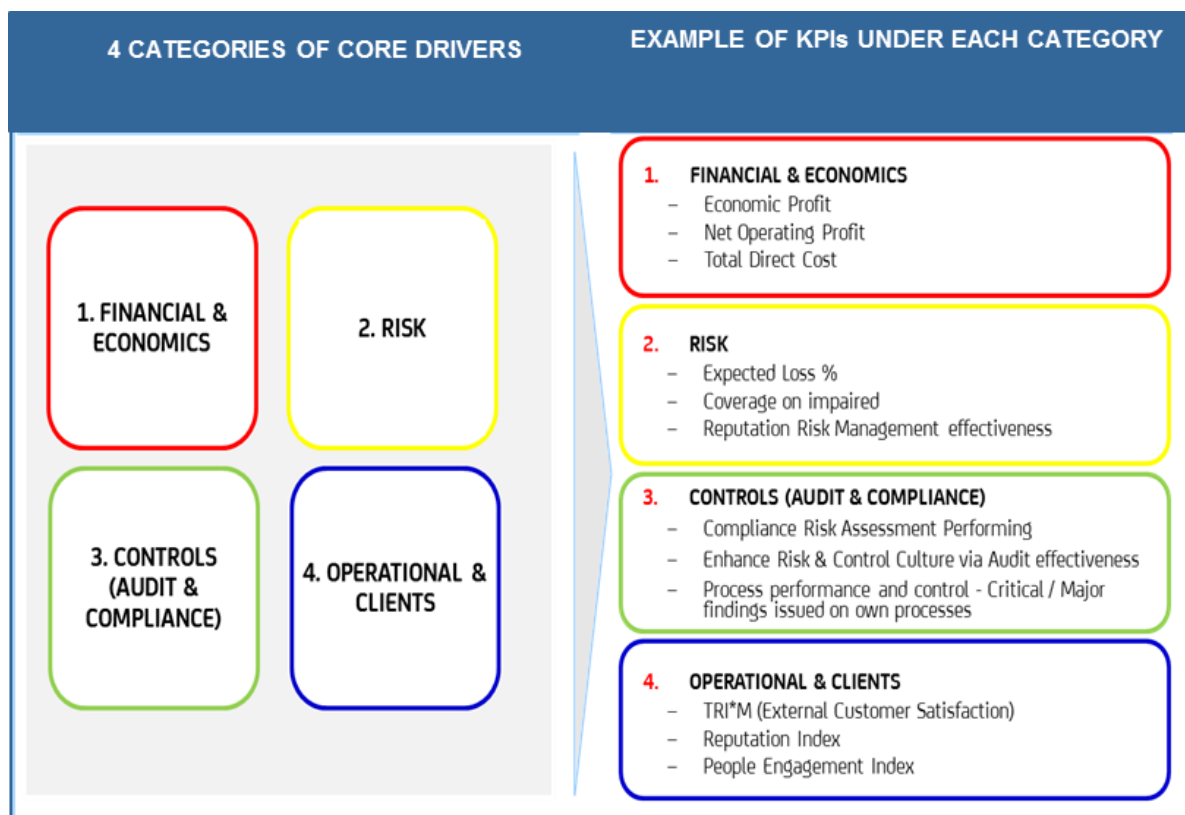 4 CATEGORIES OF CORE DRIVERS
EXAMPLE OF KPIs UNDER EACH CATEGORY
1. FINANCIAL &
ECONOMICS
2. RISK
3. CONTROLS
(AUDIT &
COMPLIANCE)
4. OPERATIONAL &
CLIENTS
1. FINANCIAL & ECONOMICS
– Economic Profit
– Net Operating Profit
– Total Direct Cost
2. RISK
– Expected Loss %
– Coverage on impaired
– Reputation Risk Management effectiveness
3. CONTROLS (AUDIT & COMPLIANCE)
– Compliance Risk Assessment Performing
– Enhance Risk & Control Culture via Audit effectiveness
– Process performance and control - Critical / Major
findings issued on own processes
4. OPERATIONAL & CLIENTS
– TRI*M (External Customer Satisfaction)
– Reputation Index
– People Engagement Index